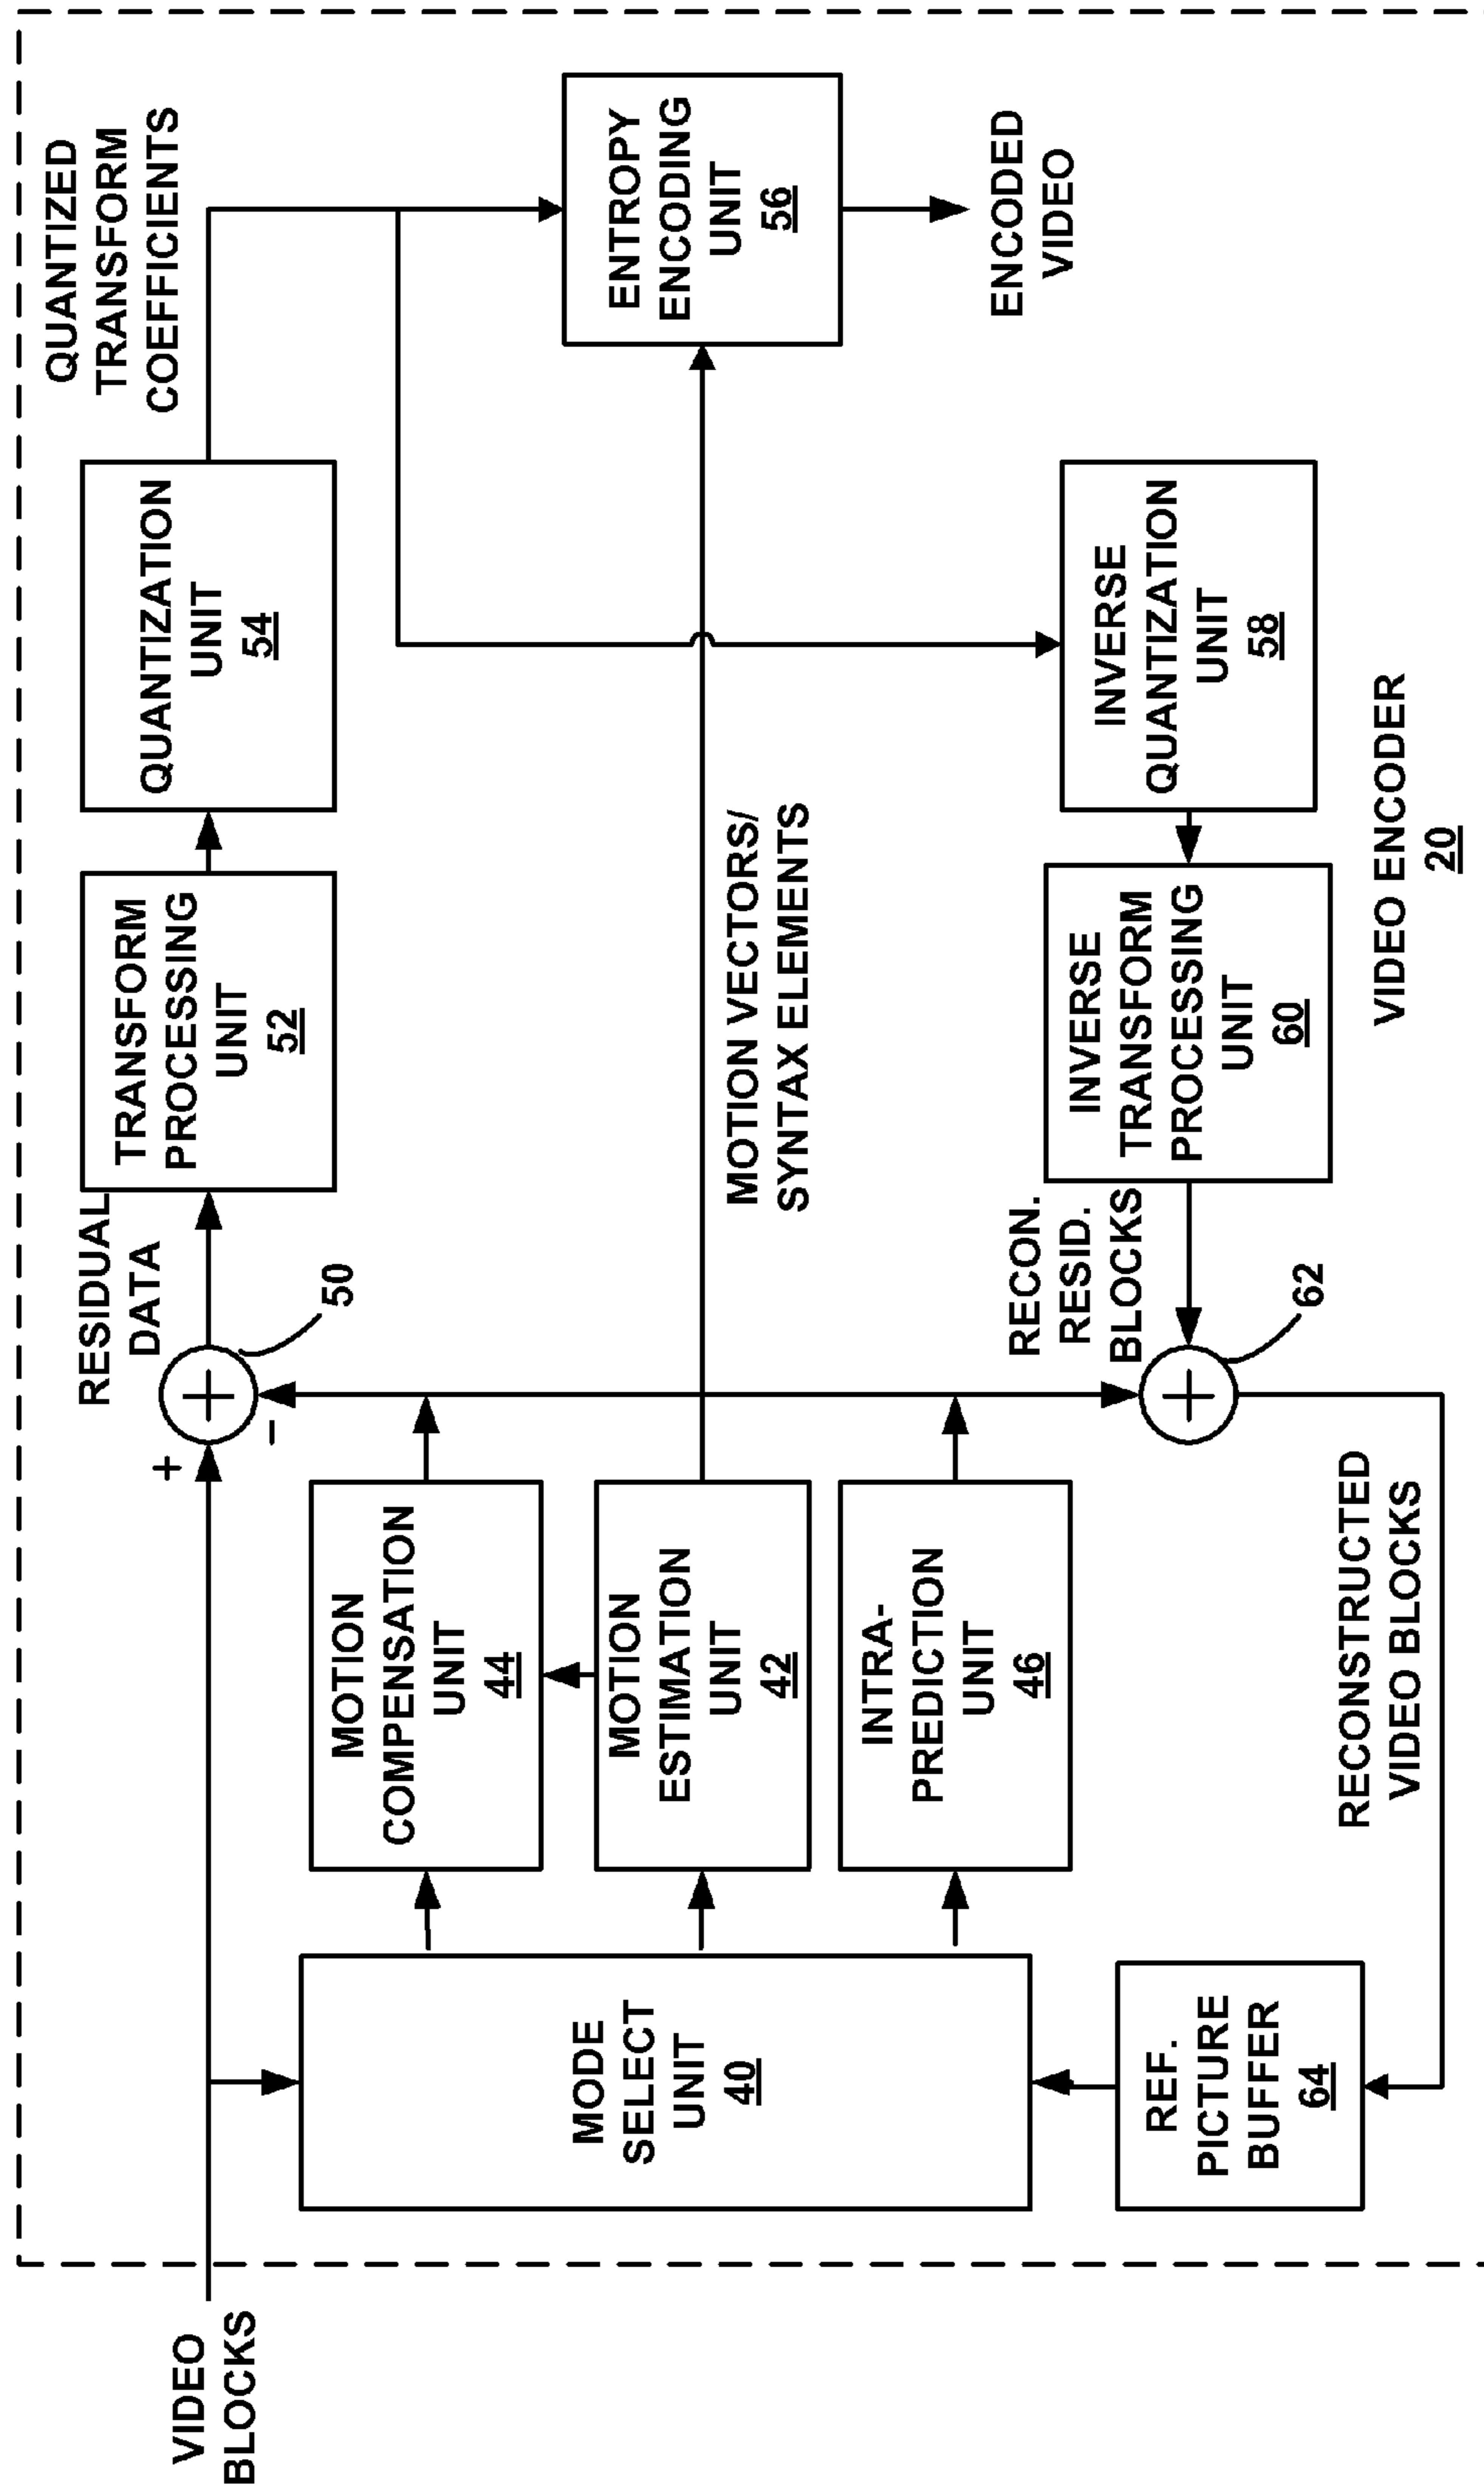 VIDEO
BLOCKS
+
−
50
RESIDUAL
DATA
TRANSFORM
PROCESSING
UNIT
52
QUANTIZATION
UNIT
54
QUANTIZED
TRANSFORM
COEFFICIENTS
MODE
SELECT
UNIT
40
MOTION
COMPENSATION
UNIT
44
MOTION
ESTIMATION
UNIT
42
INTRA-
PREDICTION
UNIT
46
MOTION VECTORS/
SYNTAX ELEMENTS
ENTROPY
ENCODING
UNIT
56
ENCODED
VIDEO
REF.
PICTURE
BUFFER
64
RECONSTRUCTED
VIDEO BLOCKS
62
RECON.
RESID.
BLOCKS
INVERSE
TRANSFORM
PROCESSING
UNIT
60
INVERSE
QUANTIZATION
UNIT
58
VIDEO ENCODER
20